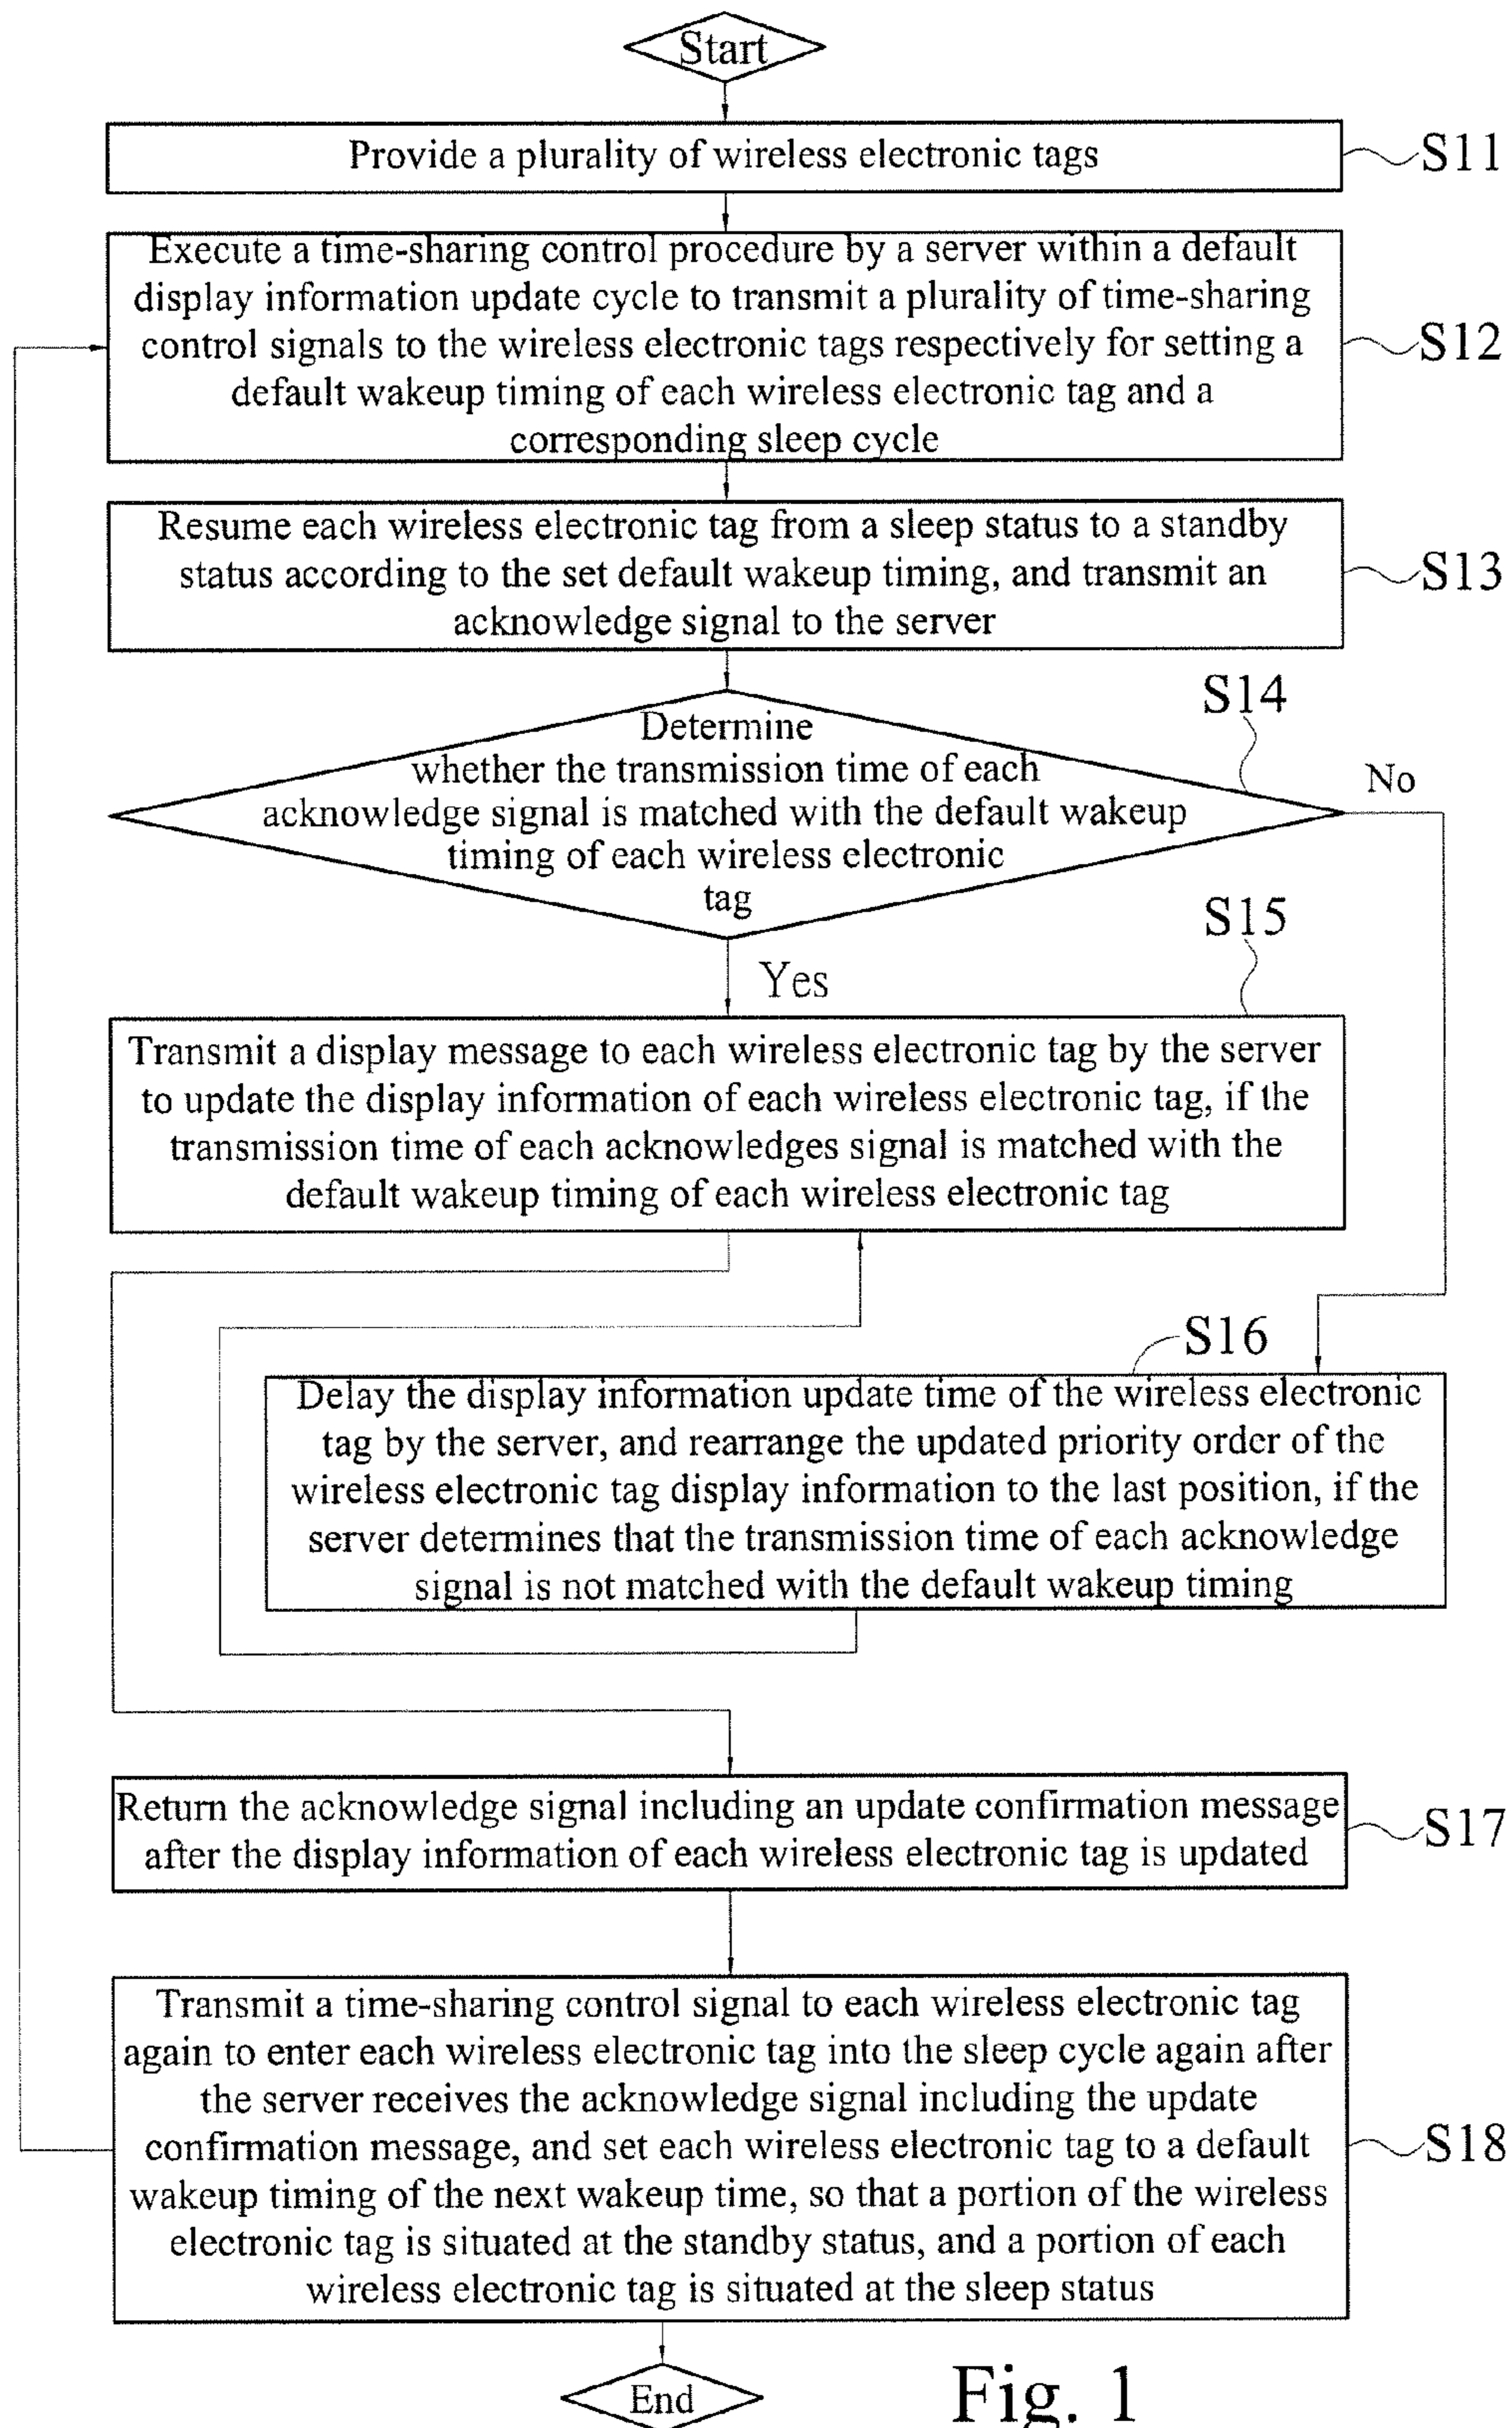 Start
Provide a plurality of wireless electronic tags
S11
Execute a time-sharing control procedure by a server within a default
display information update cycle to transmit a plurality of time-sharing
control signals to the wireless electronic tags respectively for setting a
default wakeup timing of each wireless electronic tag and a
corresponding sleep cycle
S12
Resume each wireless electronic tag from a sleep status to a standby
status according to the set default wakeup timing, and transmit an
acknowledge signal to the server
S13
S14
Determine
whether the transmission time of each
acknowledge signal is matched with the default wakeup
timing of each wireless electronic
tag
No
Yes
S15
Transmit a display message to each wireless electronic tag by the server
to update the display information of each wireless electronic tag, if the
transmission time of each acknowledges signal is matched with the
default wakeup timing of each wireless electronic tag
S16
Delay the display information update time of the wireless electronic
tag by the server, and rearrange the updated priority order of the
wireless electronic tag display information to the last position, if the
server determines that the transmission time of each acknowledge
signal is not matched with the default wakeup timing
Return the acknowledge signal including an update confirmation message
after the display information of each wireless electronic tag is updated
S17
Transmit a time-sharing control signal to each wireless electronic tag
again to enter each wireless electronic tag into the sleep cycle again after
the server receives the acknowledge signal including the update
confirmation message, and set each wireless electronic tag to a default
wakeup timing of the next wakeup time, so that a portion of the wireless
electronic tag is situated at the standby status, and a portion of each
wireless electronic tag is situated at the sleep status
S18
End
Fig. 1